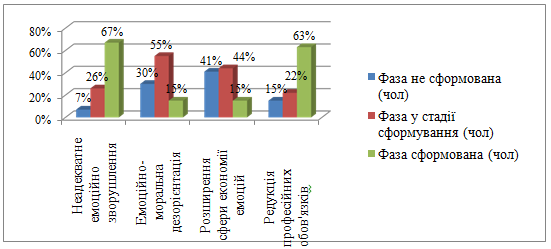 80%
60%
40%
20%
0%
7%
26%
67%
30%
55%
15%
41%
44%
15%
15%
22%
63%
Неадекватне
емоційно
зворушлення
Емоційно-
моральна
дезорієнтація
Розширення
сфери економії
емоцій
Редукція
професійних
обов'язків
Фаза не сформована
(чол)
Фаза у стадії
сформування (чол)
Фаза сформована (чол)